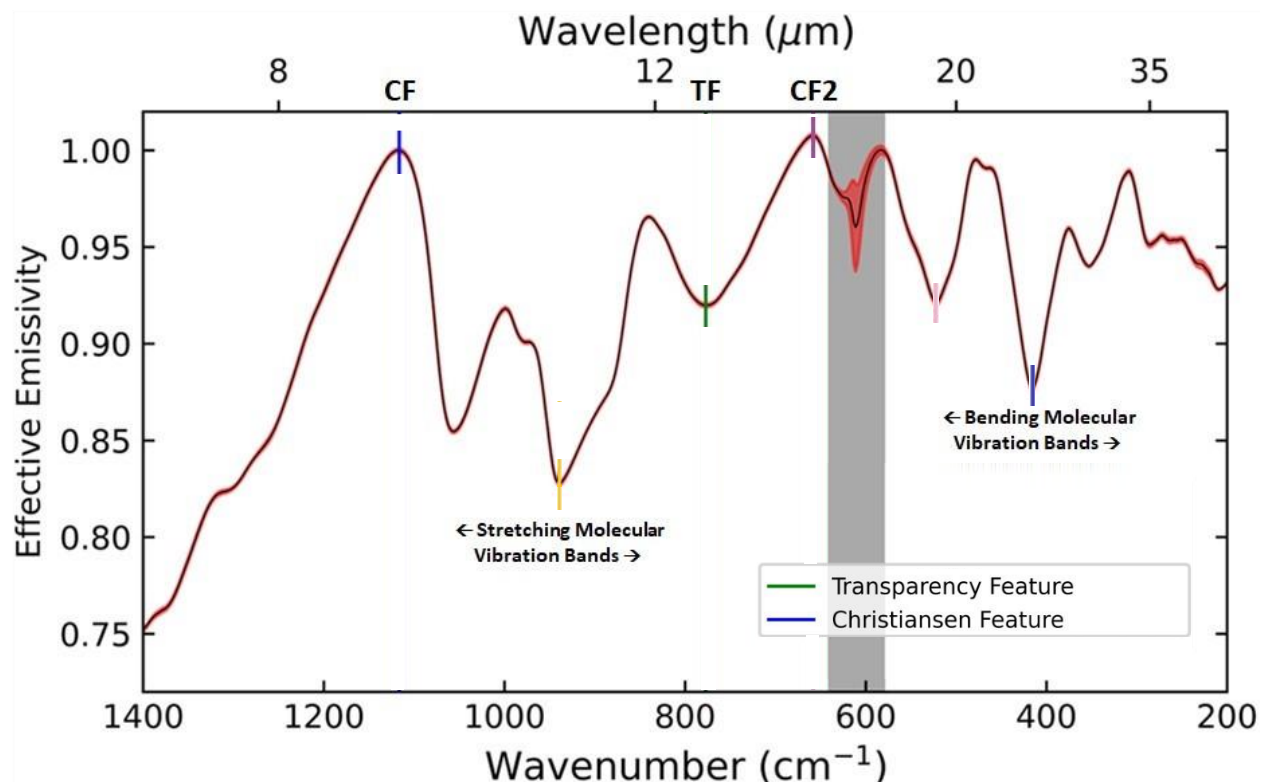 Wavelength (μm)
8 12 20 35
CF TF CF2
1.00
0.95
0.90
0.85
0.80
0.75
Effective Emissivity
← Bending Molecular
Vibration Bands →
← Stretching Molecular
Vibration Bands →
Transparency Feature
Christiansen Feature
1400 1200 1000 800 600 400 200
Wavenumber (cm⁻¹)